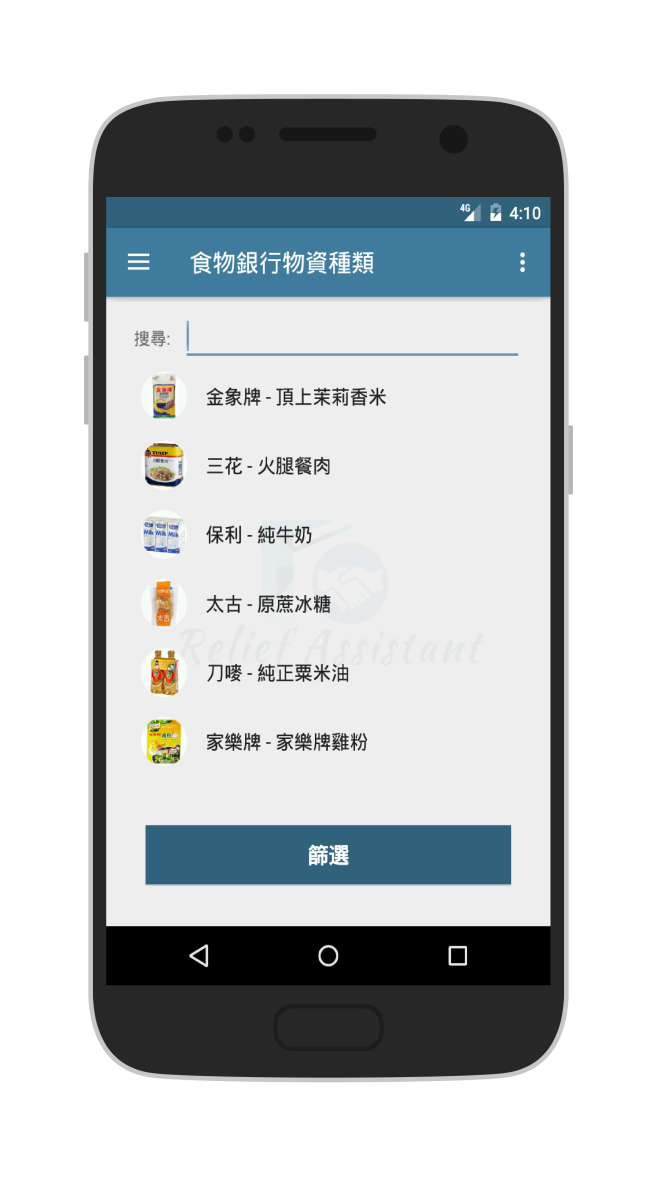 4G 4:10
食物銀行物資種類
搜尋:
金象牌 - 頂上茉莉香米
三花 - 火腿餐肉
保利 - 純牛奶
太古 - 原蔗冰糖
Relief Assistant
刀嘜 - 純正粟米油
家樂牌 - 家樂牌雞粉
篩選